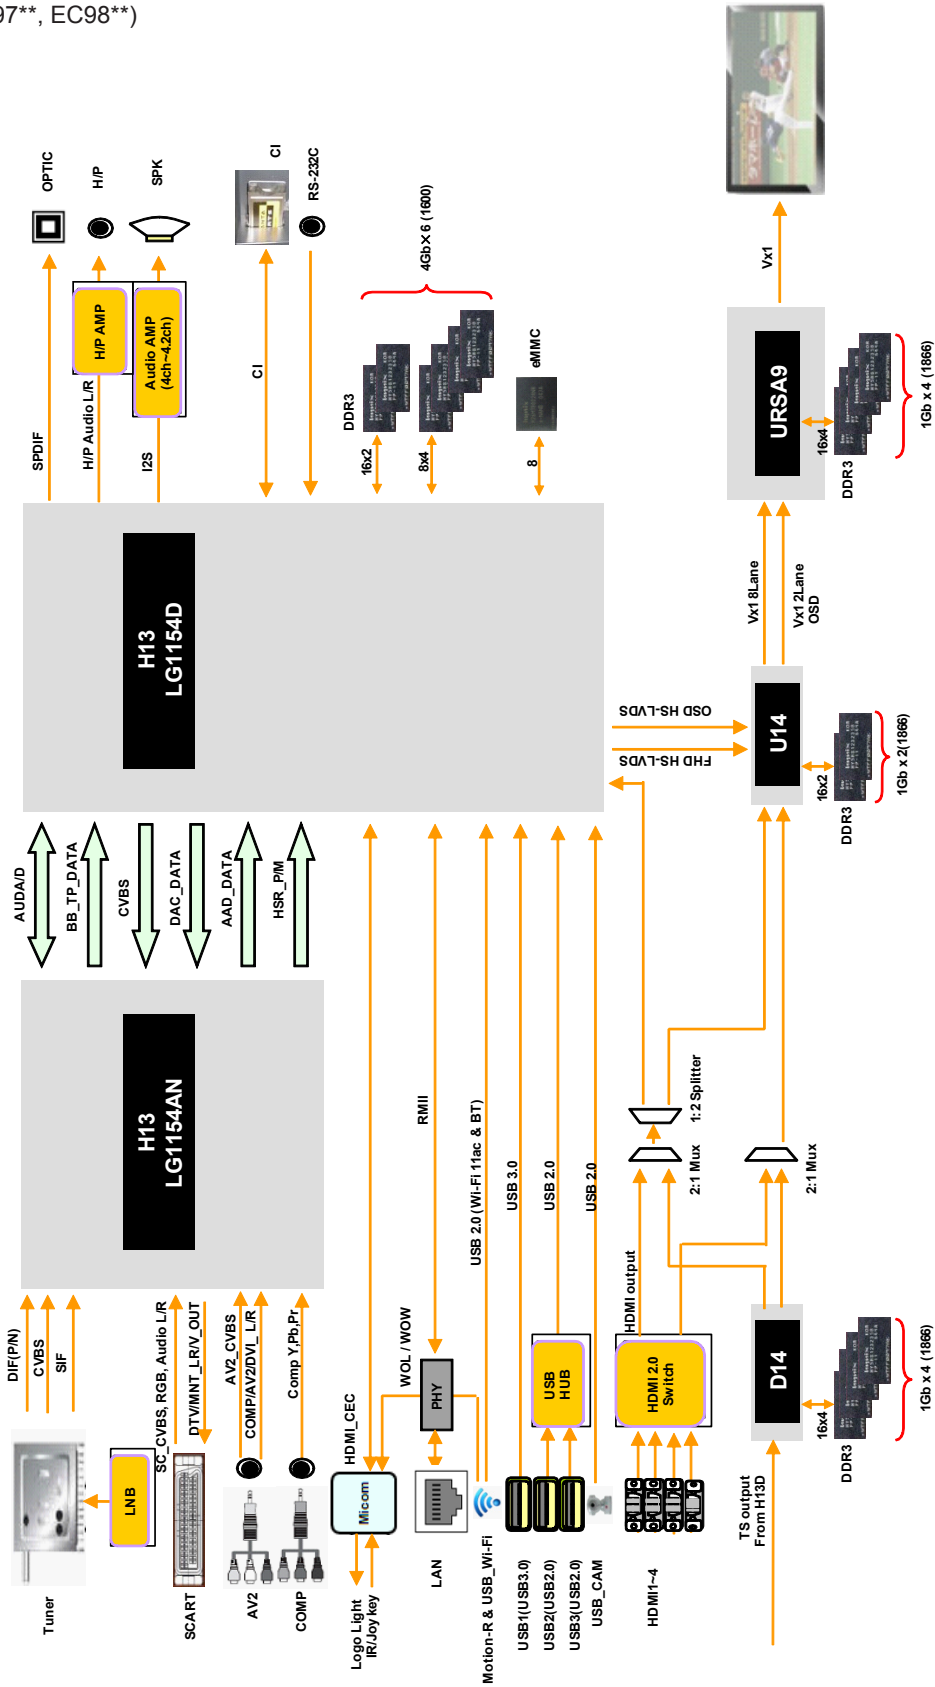 97**, EC98**)
OPTIC
H/P
SPK
CI
RS-232C
H/P AMP
Audio AMP
(4ch~4.2ch)
SPDIF
H/P Audio L/R
I2S
CI
DDR3
16x2
8x4
4Gb X 6 (1600)
eMMC
8
H13
LG1154D
AUDA/D
BB_TP_DATA
CVBS
DAC_DATA
AAD_DATA
HSR_P/M
H13
LG1154AN
DIF(P/N)
CVBS
SIF
SC_CVBS, RGB, Audio L/R
DTV/MNT_LR/V_OUT
AV2_CVBS
COMP/AV2/DVI_ L/R
Comp Y,Pb,Pr
Tuner
LNB
SCART
AV2
COMP
HDMI_CEC
WOL / WOW
RMII
USB 2.0 (Wi-Fi 11ac & BT)
USB 3.0
USB 2.0
USB 2.0
Micom
Logo Light
IR/Joy key
PHY
LAN
Motion-R & USB_Wi-Fi
USB1(USB3.0)
USB2(USB2.0)
USB3(USB2.0)
USB_CAM
USB
HUB
HDMI 2.0
Switch
HDMI output
HDMI1~4
2:1 Mux
1:2 Splitter
2:1 Mux
OSD HS-LVDS
FHD HS-LVDS
TS output
From H13D
D14
16x4
DDR3
1Gb x 4 (1866)
U14
16x2
DDR3
1Gb x 2(1866)
Vx1 8Lane
Vx1 2Lane
OSD
URSA9
16x4
DDR3
1Gb x 4 (1866)
Vx1